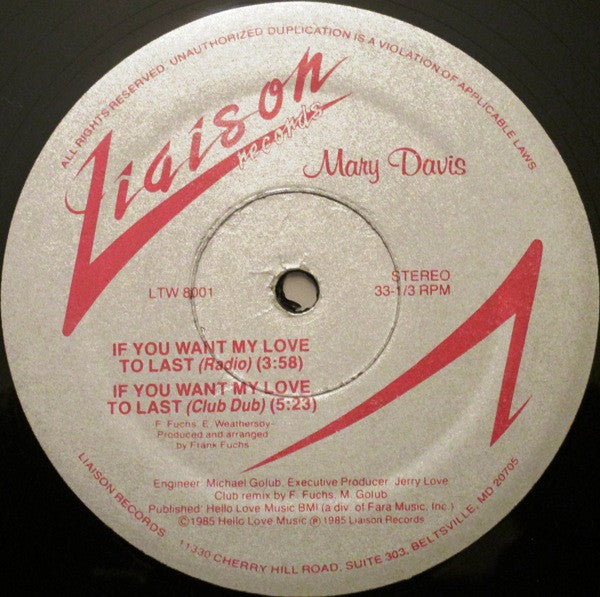 ALL RIGHTS RESERVED. UNAUTHORIZED DUPLICATION IS A VIOLATION OF APPLICABLE LAWS
Liaison
records
Mary Davis
LTW 8001
STEREO
33-1/3 RPM
IF YOU WANT MY LOVE
TO LAST (Radio) (3:58)
IF YOU WANT MY LOVE
TO LAST (Club Dub) (5:23)
F. Fuchs, E. Weathersby-
Produced and arranged
by Frank Fuchs
Engineer: Michael Golub. Executive Producer: Jerry Love
Club remix by F. Fuchs, M. Golub
Published: Hello Love Music BMI (a div. of Fara Music, Inc.)
©1985 Hello Love Music ℗ 1985 Liaison Records
LIAISON RECORDS 11330 CHERRY HILL ROAD, SUITE 303, BELTSVILLE, MD 20705